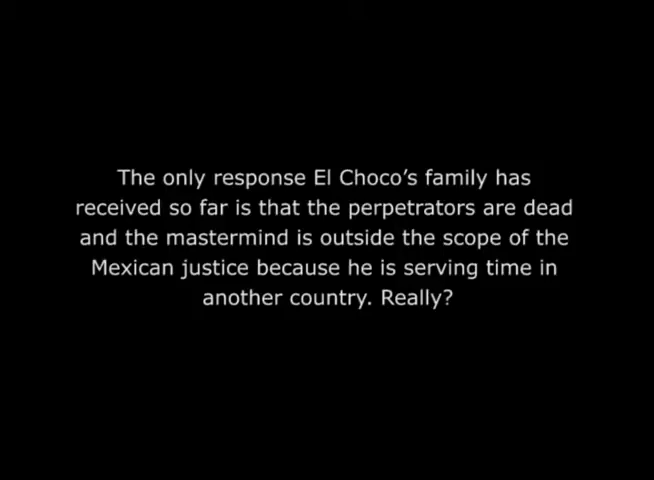 The only response El Choco’s family has
received so far is that the perpetrators are dead
and the mastermind is outside the scope of the
Mexican justice because he is serving time in
another country. Really?